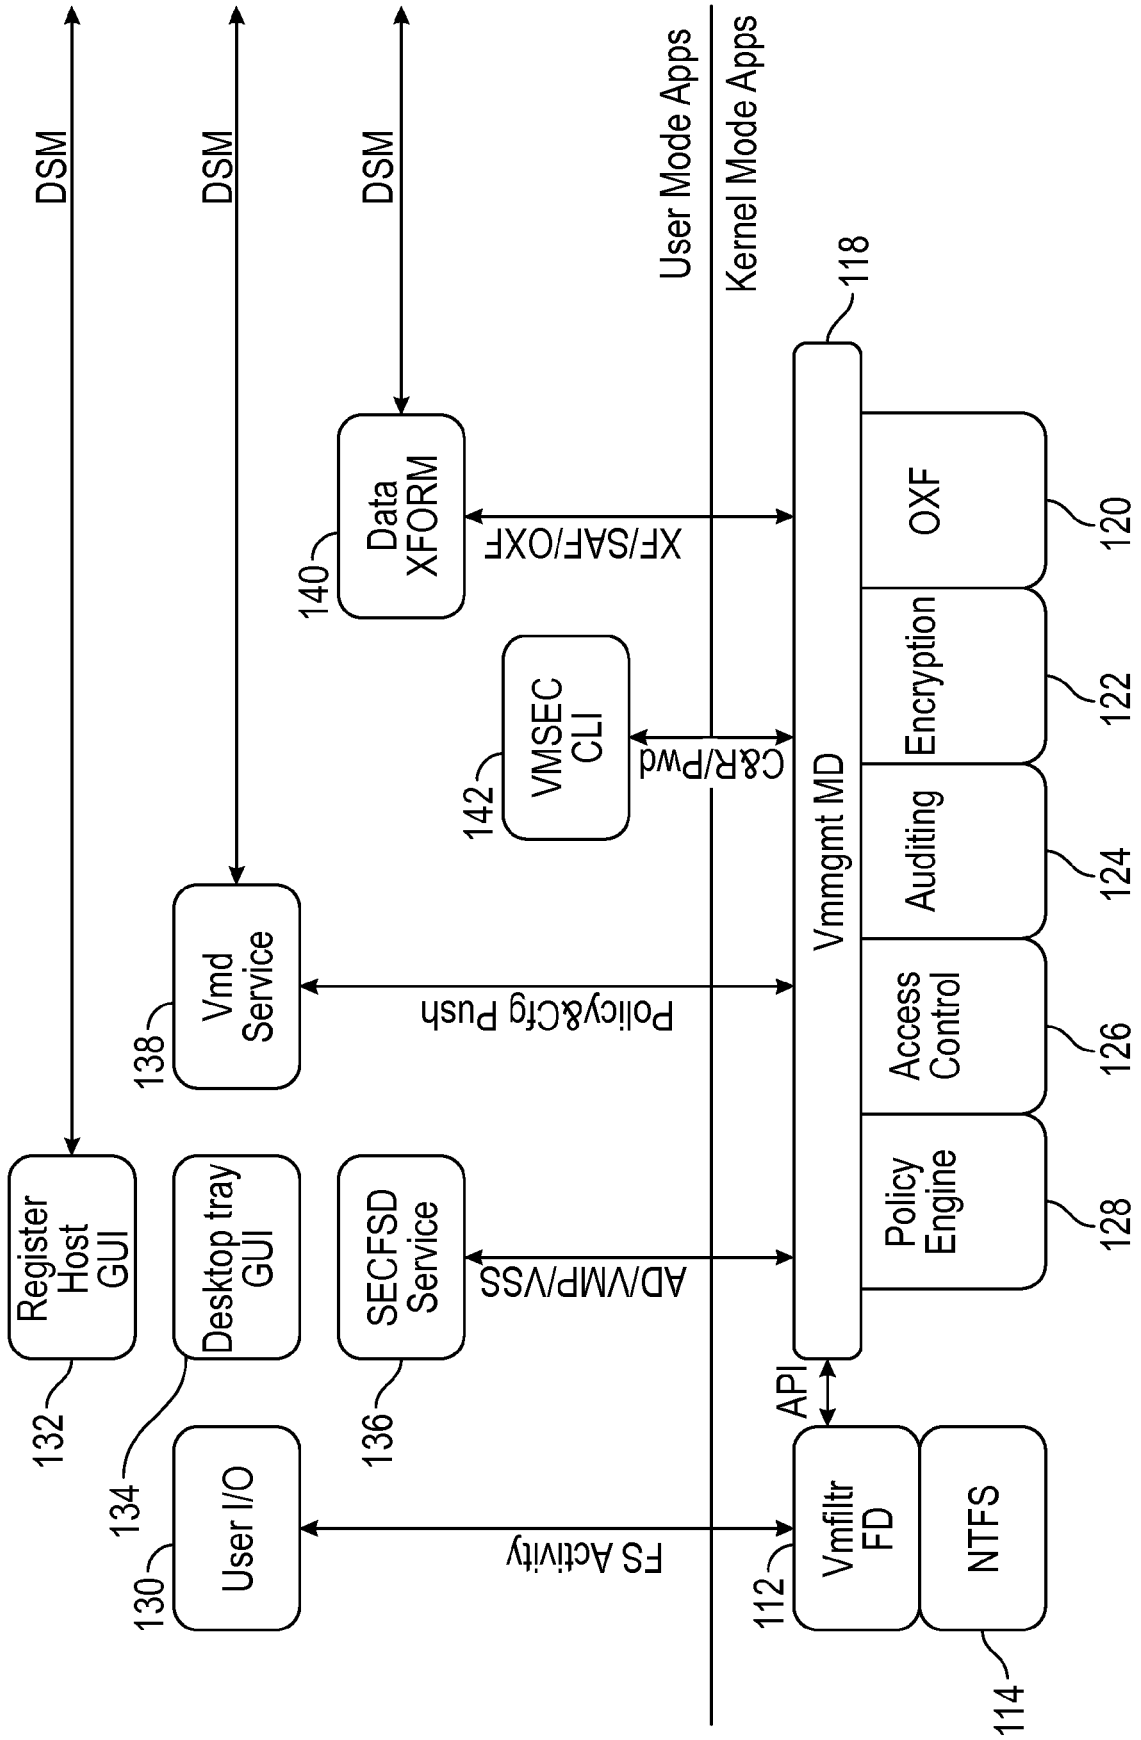 DSM
DSM
DSM
Register
Host
GUI
132
Desktop tray
GUI
134
User I/O
130
SECFSD
Service
136
Vmd
Service
138
Data
XFORM
140
VMSEC
CLI
142
FS Activity
AD/VMP/VSS
Policy&Cfg Push
C&R/Pwd
XF/SAF/OXF
User Mode Apps
Kernel Mode Apps
Vmfiltr
FD
112
NTFS
114
API
Vmmgmt MD
118
Policy
Engine
128
Access
Control
126
Auditing
124
Encryption
122
OXF
120